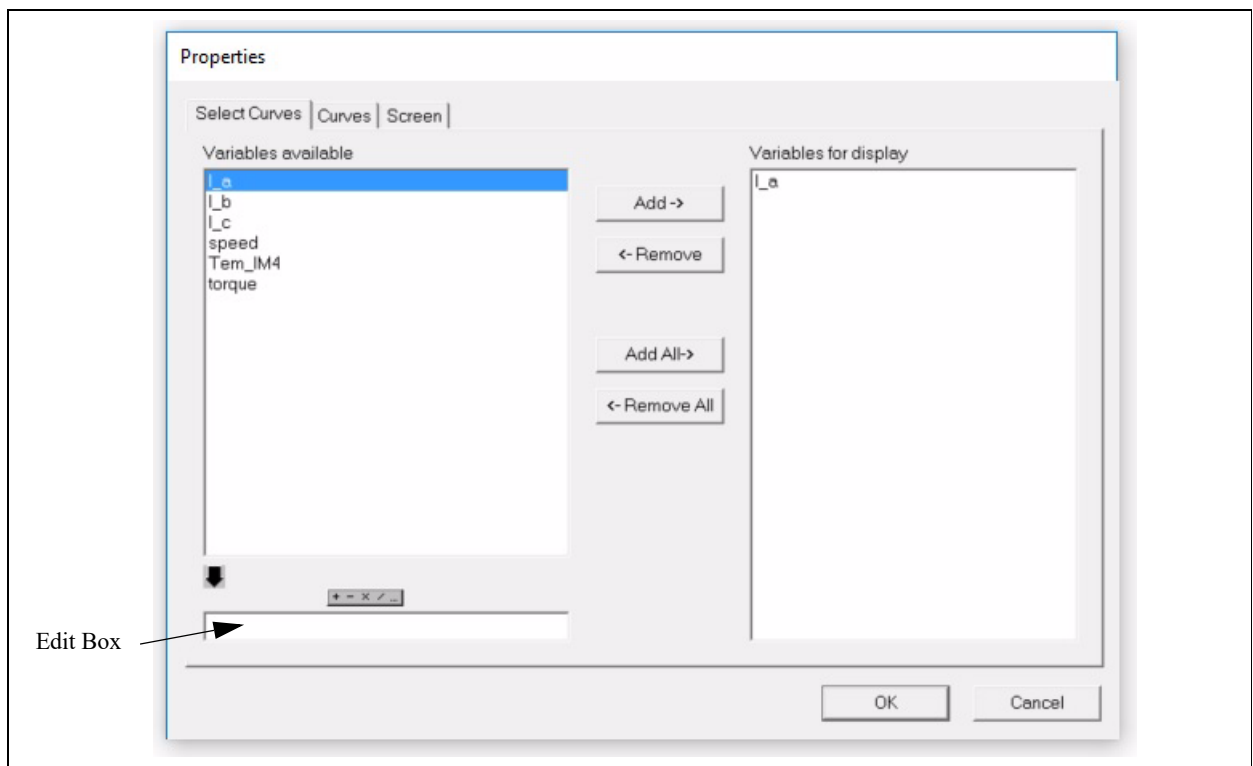 Properties
Select Curves Curves Screen
Variables available
I_a
I_b
I_c
speed
Tem_IM4
torque
Add ->
<- Remove
Add All->
<- Remove All
Variables for display
I_a
+ - × / ...
Edit Box
OK Cancel